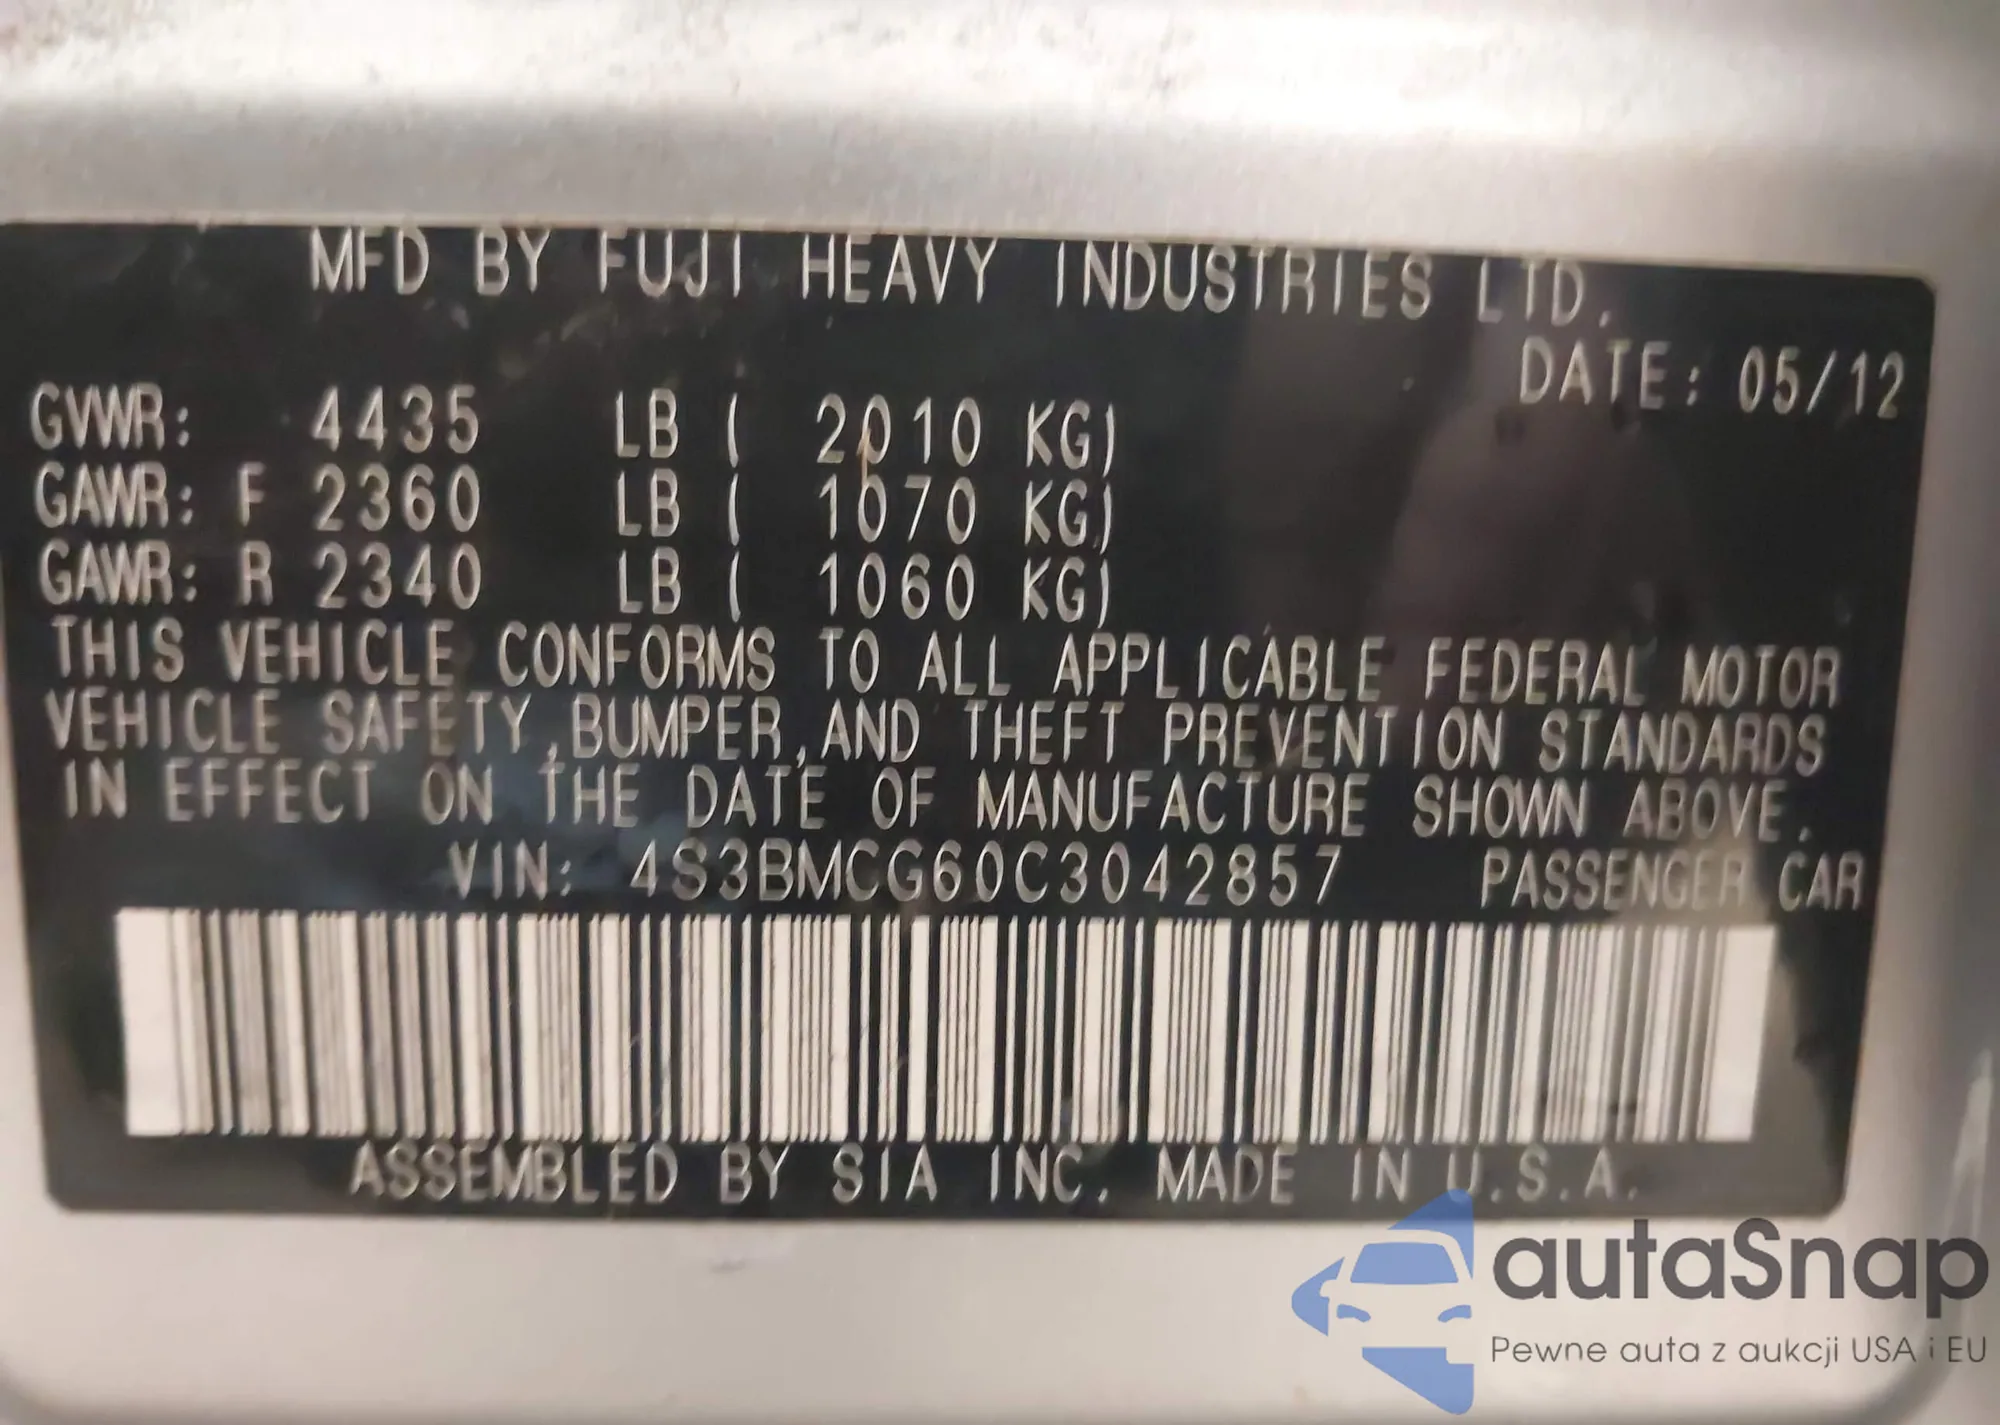 MFD BY FUJI HEAVY INDUSTRIES LTD.
DATE: 05/12
GVWR: 4435 LB ( 2010 KG)
GAWR: F 2360 LB ( 1070 KG)
GAWR: R 2340 LB ( 1060 KG)
THIS VEHICLE CONFORMS TO ALL APPLICABLE FEDERAL MOTOR
VEHICLE SAFETY,BUMPER,AND THEFT PREVENTION STANDARDS
IN EFFECT ON THE DATE OF MANUFACTURE SHOWN ABOVE.
VIN: 4S3BMCG60C3042857 PASSENGER CAR
ASSEMBLED BY SIA INC. MADE IN U.S.A.
autaSnap
Pewne auta z aukcji USA i EU